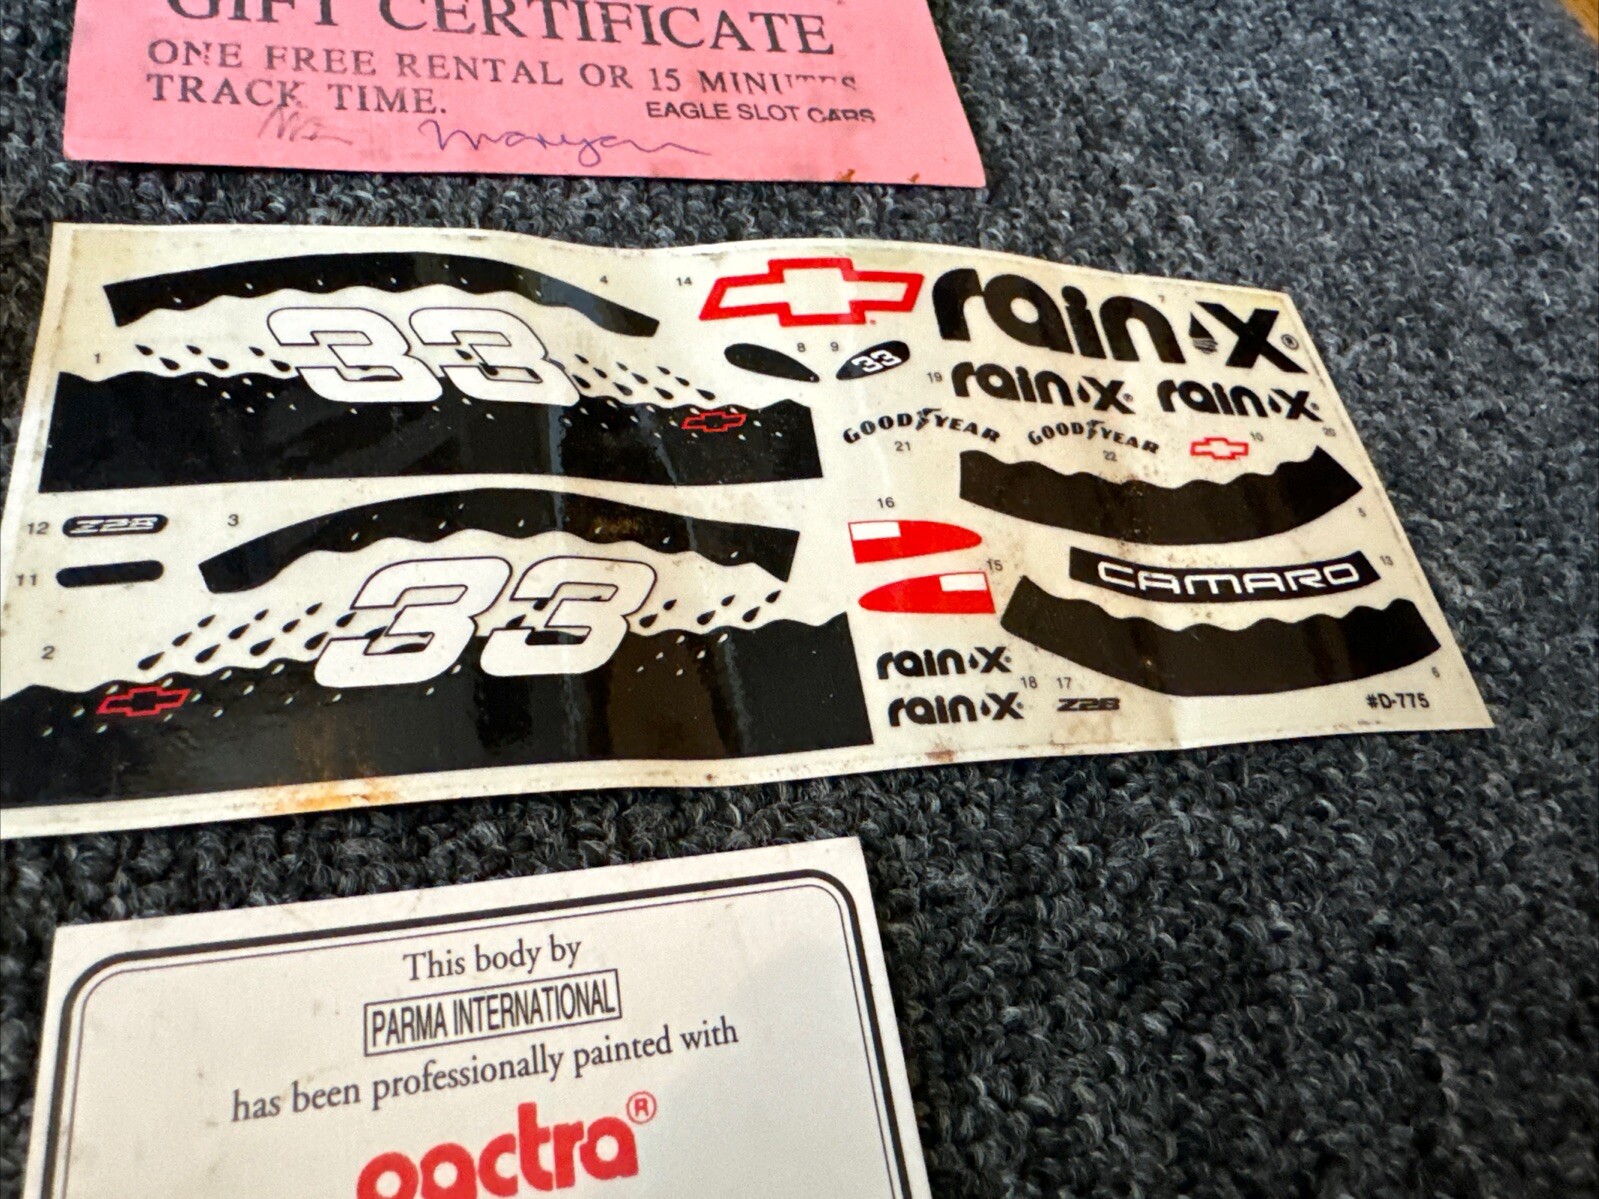 GIFT CERTIFICATE
ONE FREE RENTAL OR 15 MINUTES
TRACK TIME.
EAGLE SLOT CARS
4
14
rain X®
1
33
8
9
33
7
19
rain X
rain X
GOODYEAR
GOODYEAR
10
20
21
22
12
Z28
3
16
5
11
33
15
CAMARO
13
2
rain X
18
17
6
rain X
Z28
#D-775
This body by
PARMA INTERNATIONAL
has been professionally painted with
pactra®